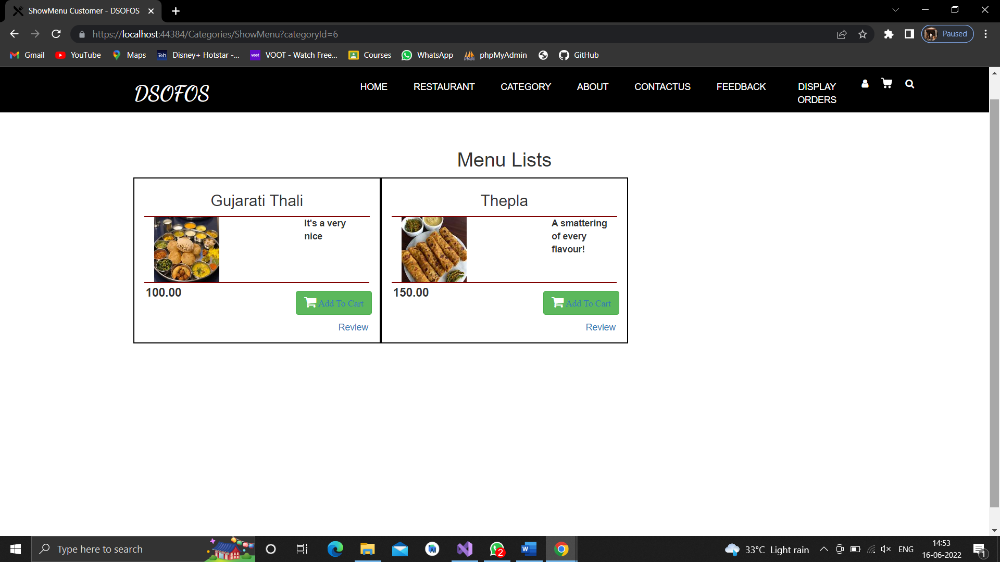 ShowMenu Customer - DSOFOS
https://localhost:44384/Categories/ShowMenu?categoryId=6
Paused
Gmail
YouTube
Maps
Disney+ Hotstar -...
VOOT - Watch Free...
Courses
WhatsApp
phpMyAdmin
GitHub
DSOFOS
HOME
RESTAURANT
CATEGORY
ABOUT
CONTACTUS
FEEDBACK
DISPLAY
ORDERS
Menu Lists
Gujarati Thali
It's a very
nice
100.00
Add To Cart
Review
Thepla
A smattering
of every
flavour!
150.00
Add To Cart
Review
Type here to search
2
33°C Light rain
ENG
14:53
16-06-2022
1